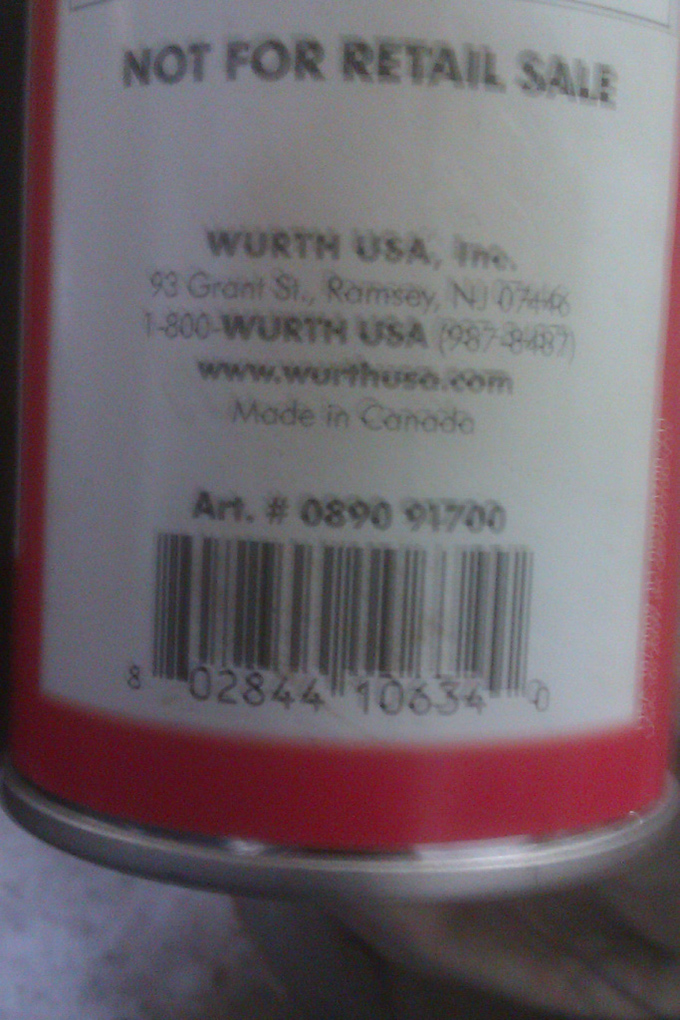 NOT FOR RETAIL SALE
WURTH USA, Inc.
93 Grant St., Ramsey, NJ 07446
1-800-WURTH USA (987-8487)
www.wurthusa.com
Made in Canada
Art. # 0890 91700
8 02844 10634 0